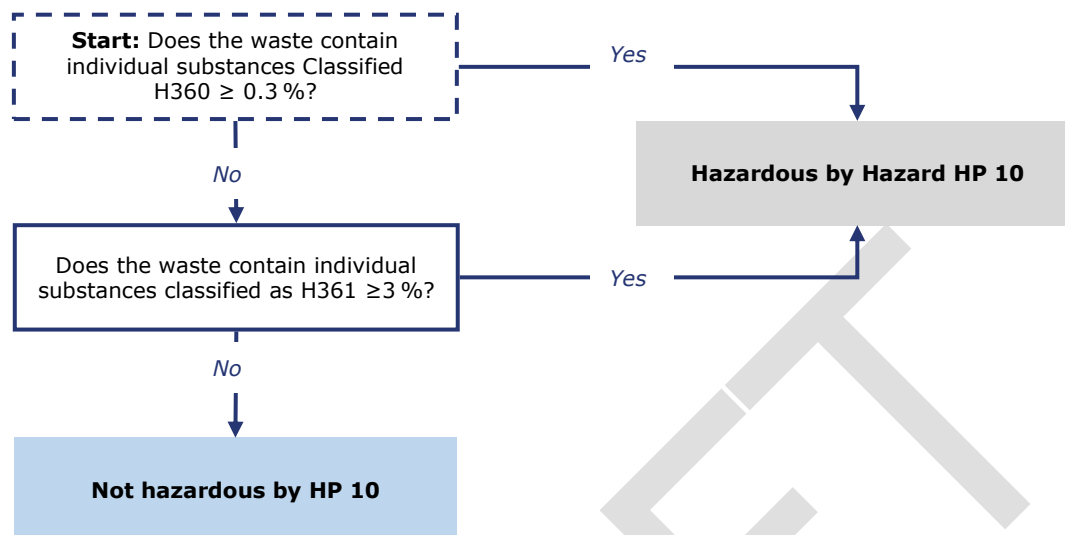 Start: Does the waste contain
individual substances Classified
H360 ≥ 0.3 %?
Yes
No
Hazardous by Hazard HP 10
Does the waste contain individual
substances classified as H361 ≥3 %?
Yes
No
Not hazardous by HP 10